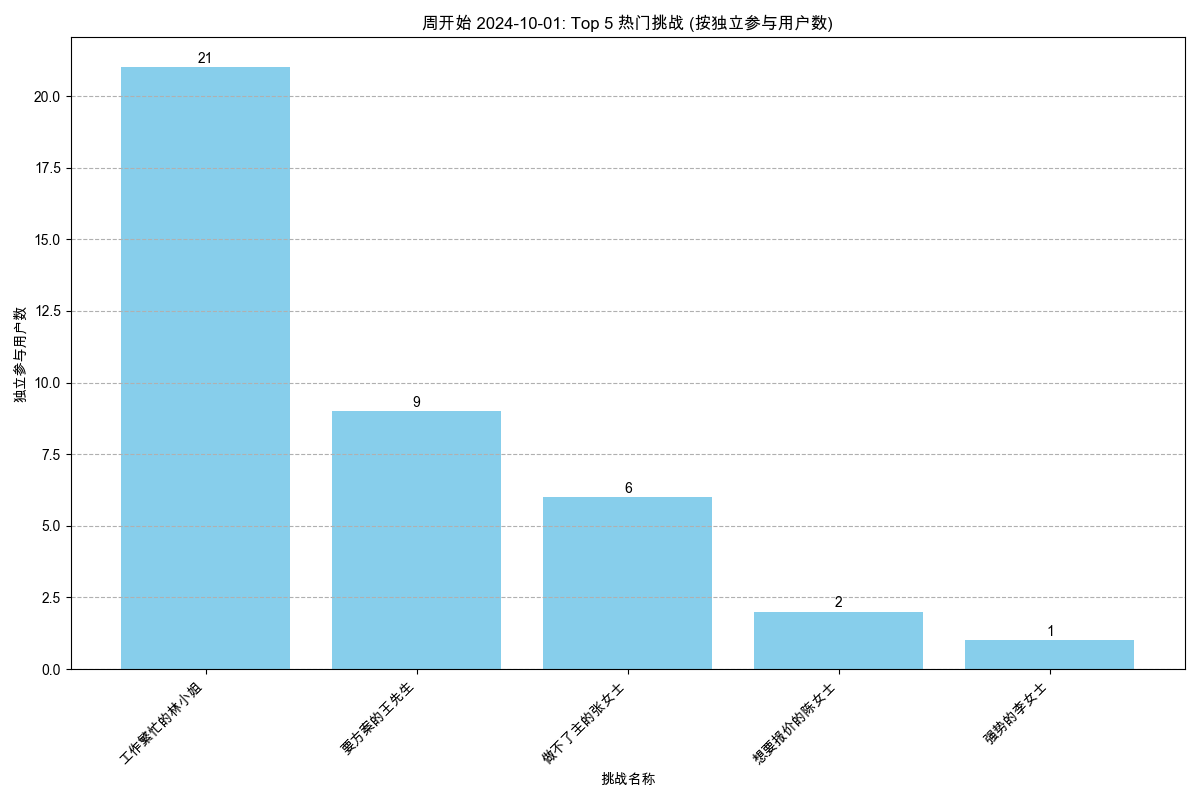 周开始 2024-10-01: Top 5 热门挑战 (按独立参与用户数)
独立参与用户数
20.0
17.5
15.0
12.5
10.0
7.5
5.0
2.5
0.0
21
9
6
2
1
工作繁忙的林小姐
要方案的王先生
做不了主的张女士
想要报价的陈女士
强势的李女士
挑战名称